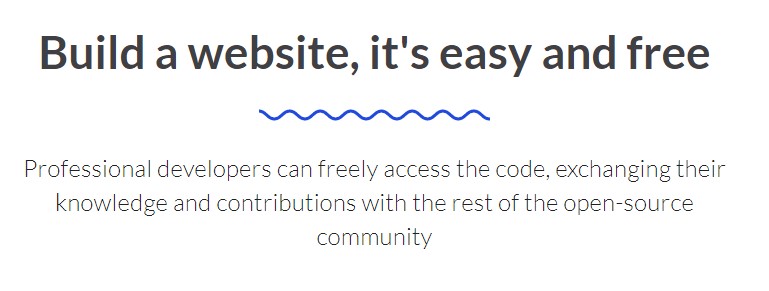 Build a website, it's easy and free
Professional developers can freely access the code, exchanging their
knowledge and contributions with the rest of the open-source
community